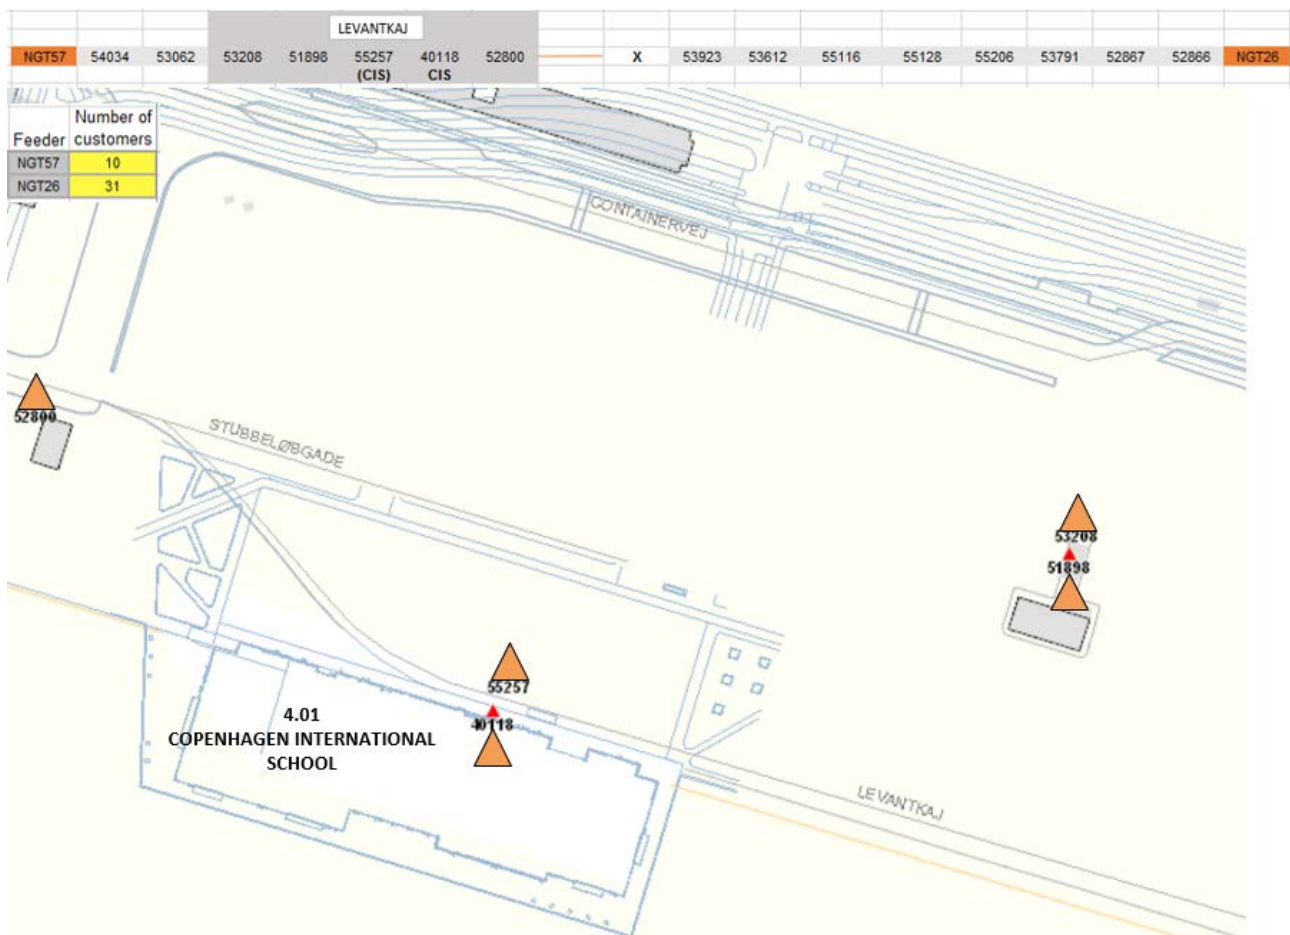 LEVANTKAJ
NGT57 54034 53062 53208 51898 55257 40118 52800 X 53923 53612 55116 55128 55206 53791 52867 52866 NGT26
(CIS) CIS
Number of
Feeder customers
NGT57 10
NGT26 31
CONTAINERVEJ
52800
STUBBELØBGADE
53208
51898
55257
40118
4.01
COPENHAGEN INTERNATIONAL
SCHOOL
LEVANTKAJ